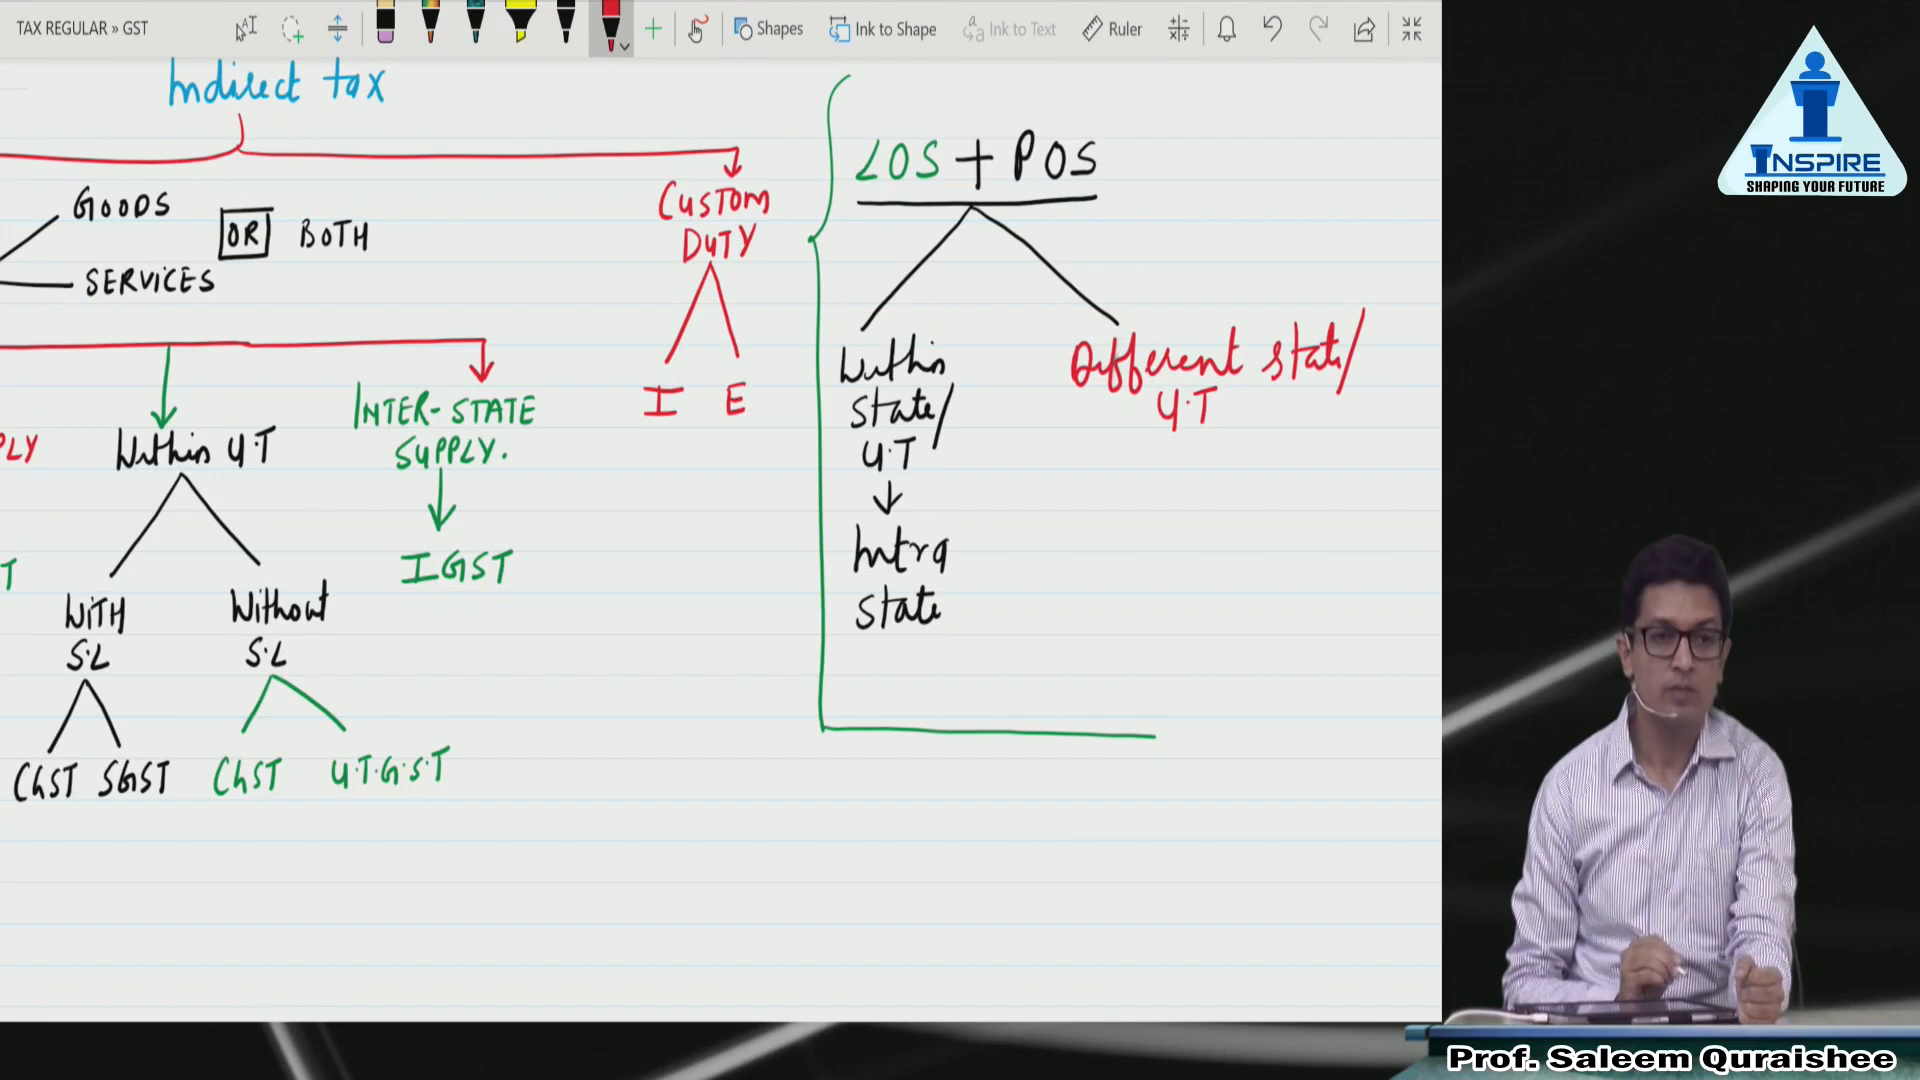 TAX REGULAR » GST
Shapes
Ink to Shape
Ink to Text
Ruler
Indirect tax
GOODS
OR BOTH
SERVICES
CUSTOM
DUTY
I E
Within U.T
INTER-STATE
SUPPLY.
IGST
WITH
S.L
Without
S.L
CGST SGST CGST U.T.G.S.T
LOS + POS
Within
State/
U.T
Intra
State
Different State/
U.T
INSPIRE
SHAPING YOUR FUTURE
Prof. Saleem Quraishee